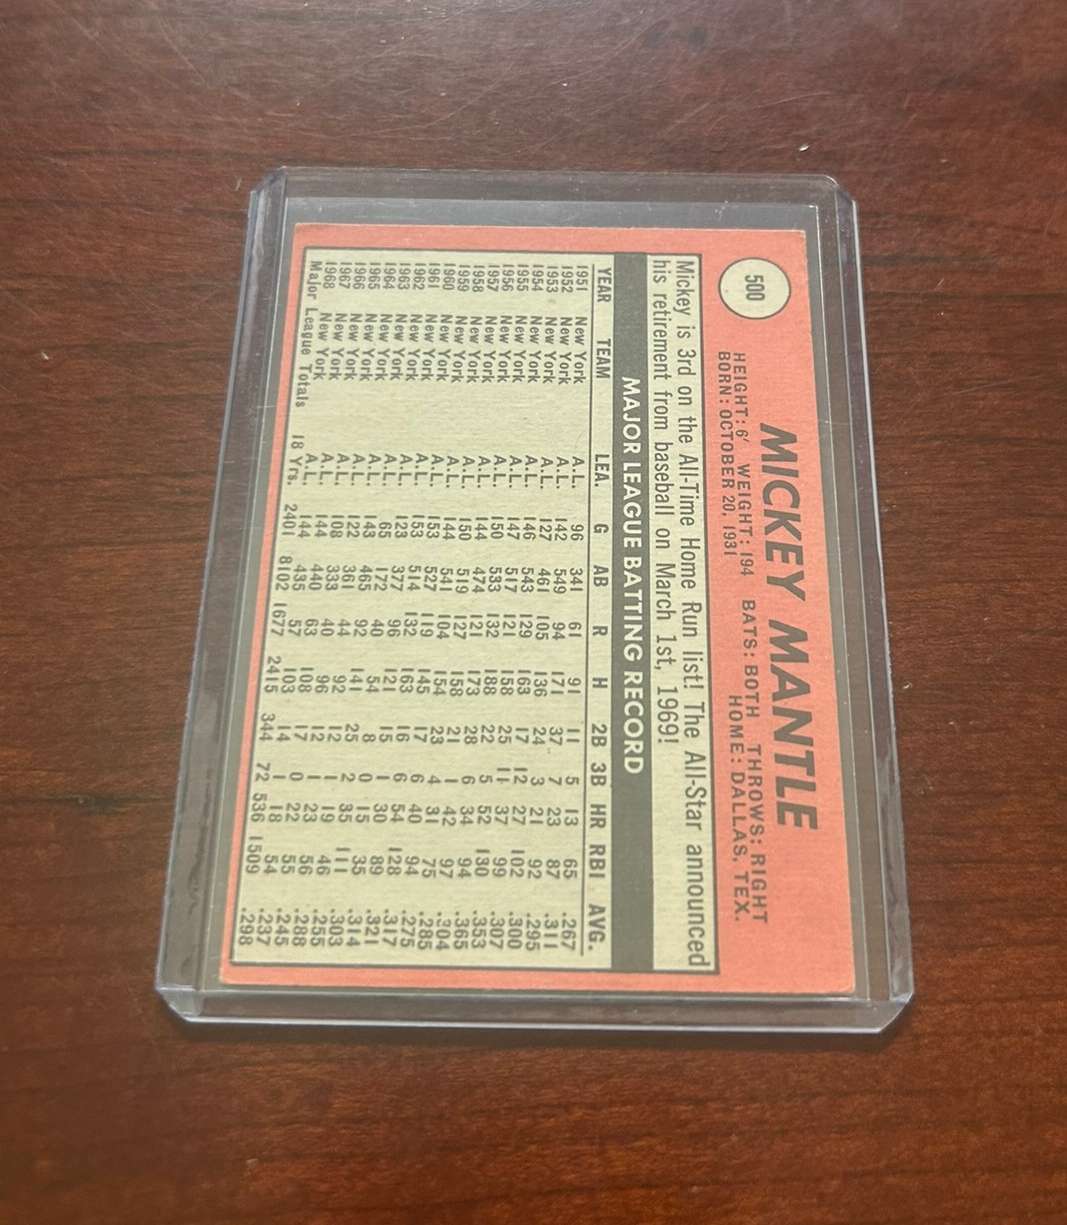 500
MICKEY MANTLE
HEIGHT: 6' WEIGHT: 194 BATS: BOTH THROWS: RIGHT
BORN: OCTOBER 20, 1931 HOME: DALLAS, TEX.
Mickey is 3rd on the All-Time Home Run list! The All-Star announced
his retirement from baseball on March 1st, 1969!
MAJOR LEAGUE BATTING RECORD
YEAR TEAM LEA. G AB R H 2B 3B HR RBI AVG.
1951 New York A.L. 96 341 61 91 11 5 13 65 .267
1952 New York A.L. 142 549 94 171 37 7 23 87 .311
1953 New York A.L. 127 461 105 136 24 3 21 92 .295
1954 New York A.L. 146 543 129 163 17 12 27 102 .300
1955 New York A.L. 147 517 121 158 25 11 37 99 .307
1956 New York A.L. 150 533 132 188 22 5 52 130 .353
1957 New York A.L. 144 474 121 173 28 6 34 94 .365
1958 New York A.L. 150 519 127 158 21 1 42 97 .304
1959 New York A.L. 144 541 104 154 23 4 31 75 .285
1960 New York A.L. 153 527 119 145 17 6 40 94 .275
1961 New York A.L. 153 514 132 163 16 6 54 128 .317
1962 New York A.L. 123 377 96 121 15 1 30 89 .321
1963 New York A.L. 65 172 40 54 8 0 15 35 .314
1964 New York A.L. 143 465 92 141 25 2 35 111 .303
1965 New York A.L. 122 361 44 92 12 1 19 46 .255
1966 New York A.L. 108 333 40 96 12 1 23 56 .288
1967 New York A.L. 144 440 63 108 17 0 22 55 .245
1968 New York A.L. 144 435 57 103 14 1 18 54 .237
Major League Totals 18 Yrs. 2401 8102 1677 2415 344 72 536 1509 .298